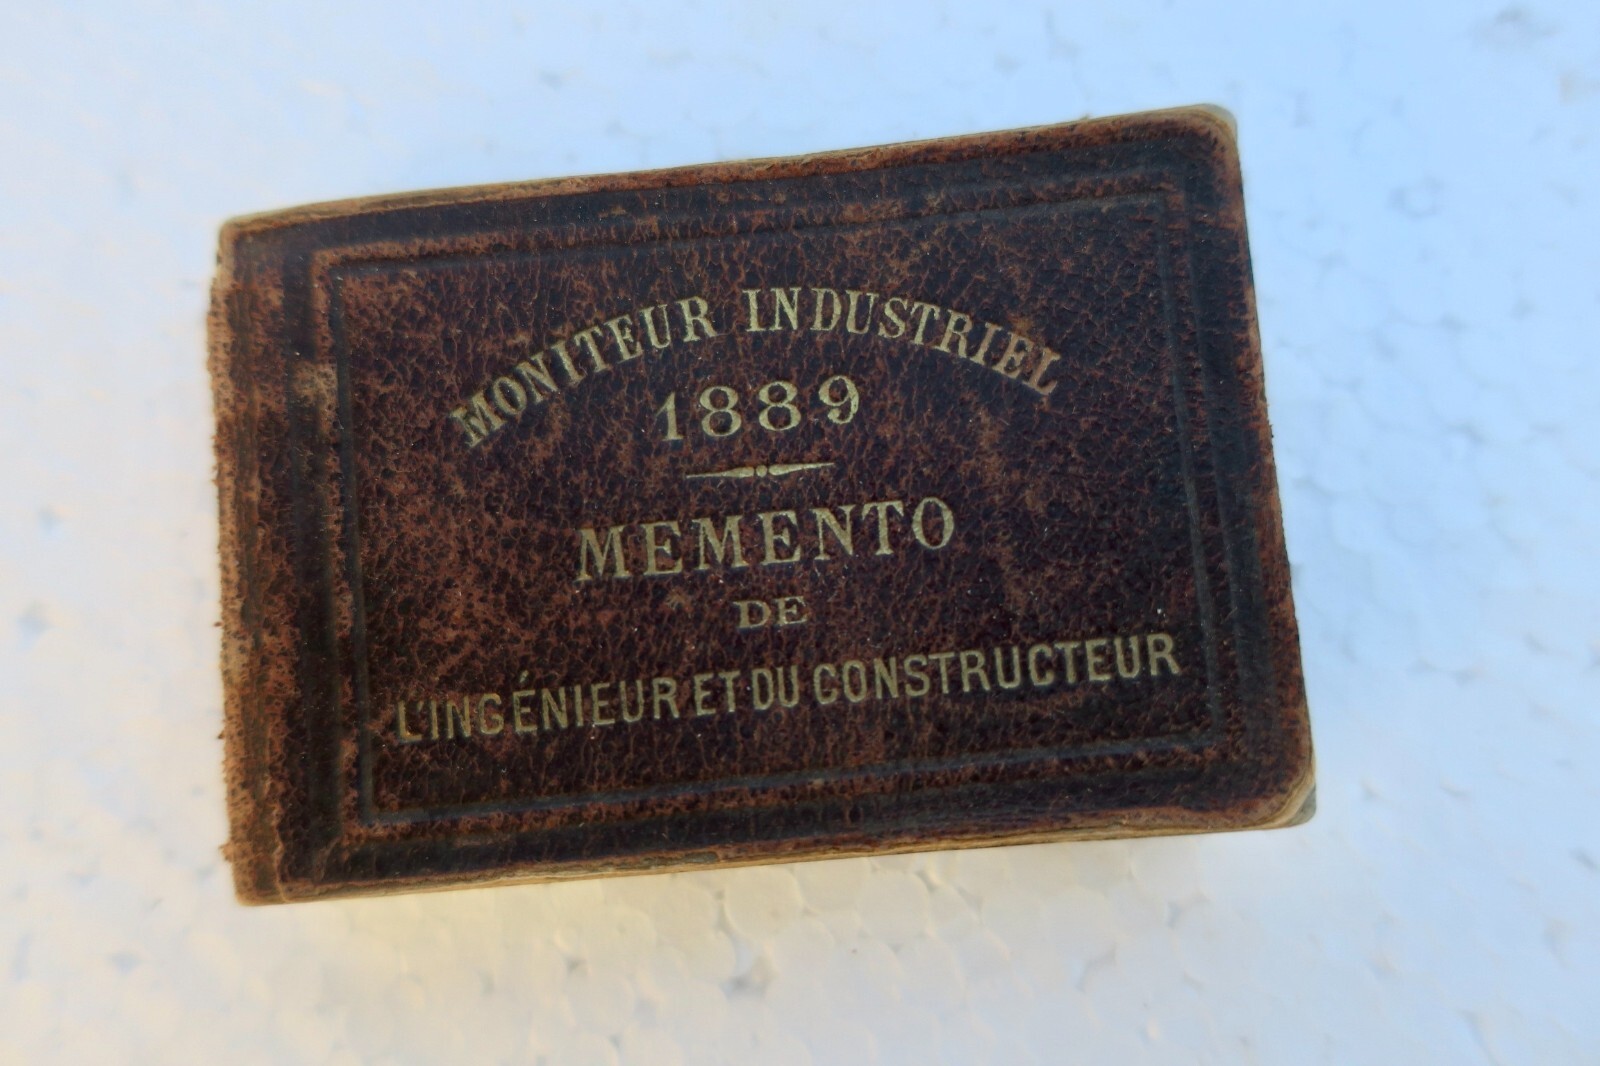 MONITEUR INDUSTRIEL
1889
MEMENTO
DE
L'INGÉNIEUR ET DU CONSTRUCTEUR